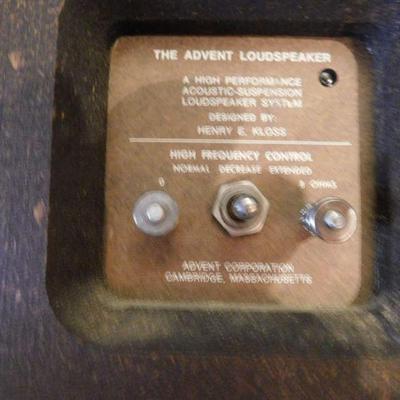 THE ADVENT LOUDSPEAKER
A HIGH PERFORMANCE
ACOUSTIC-SUSPENSION
LOUDSPEAKER SYSTEM
DESIGNED BY:
HENRY E. KLOSS
HIGH FREQUENCY CONTROL
NORMAL DECREASE EXTENDED
0 8 OHMS
ADVENT CORPORATION
CAMBRIDGE, MASSACHUSETTS